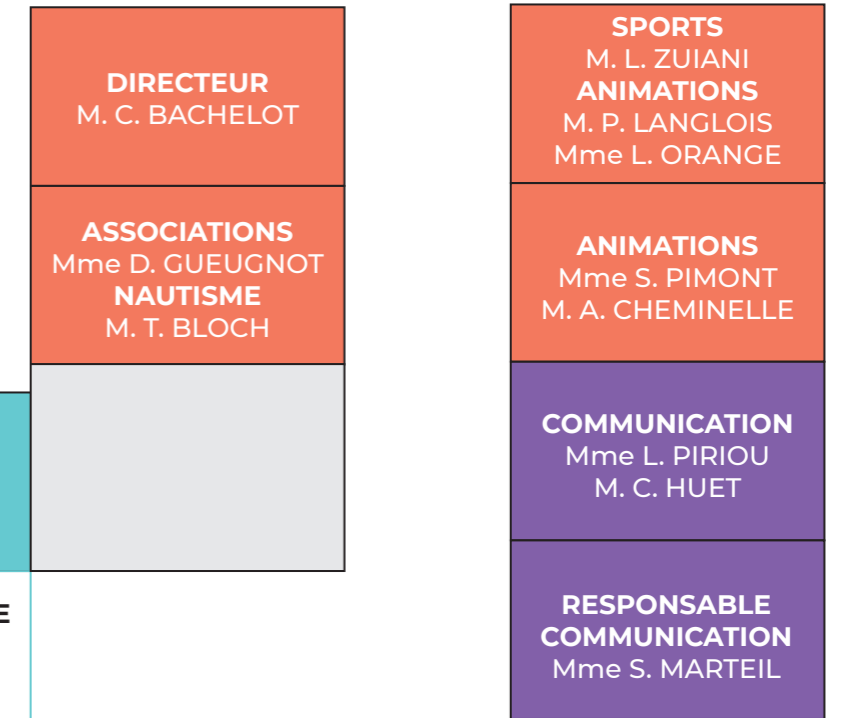 DIRECTEUR
M. C. BACHELOT
ASSOCIATIONS
Mme D. GUEUGNOT
NAUTISME
M. T. BLOCH
E
SPORTS
M. L. ZUIANI
ANIMATIONS
M. P. LANGLOIS
Mme L. ORANGE
ANIMATIONS
Mme S. PIMONT
M. A. CHEMINELLE
COMMUNICATION
Mme L. PIRIOU
M. C. HUET
RESPONSABLE
COMMUNICATION
Mme S. MARTEIL